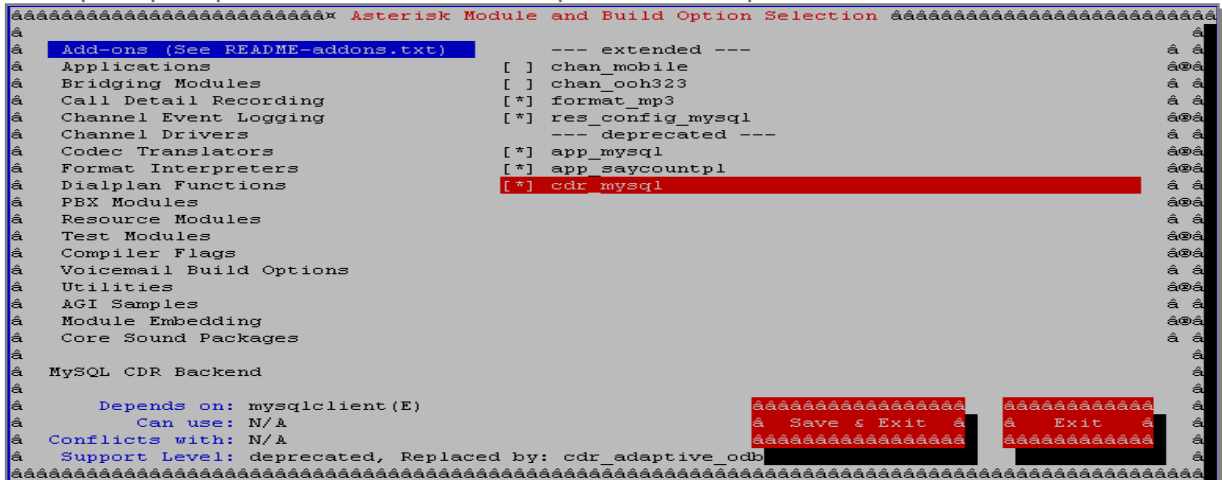 Asterisk Module and Build Option Selection
Add-ons (See README-addons.txt) --- extended ---
Applications [ ] chan_mobile
Bridging Modules [ ] chan_ooh323
Call Detail Recording [*] format_mp3
Channel Event Logging [*] res_config_mysql
Channel Drivers --- deprecated ---
Codec Translators [*] app_mysql
Format Interpreters [*] app_saycountpl
Dialplan Functions [*] cdr_mysql
PBX Modules
Resource Modules
Test Modules
Compiler Flags
Voicemail Build Options
Utilities
AGI Samples
Module Embedding
Core Sound Packages
MySQL CDR Backend
Depends on: mysqlclient(E)
Can use: N/A Save & Exit Exit
Conflicts with: N/A
Support Level: deprecated, Replaced by: cdr_adaptive_odb